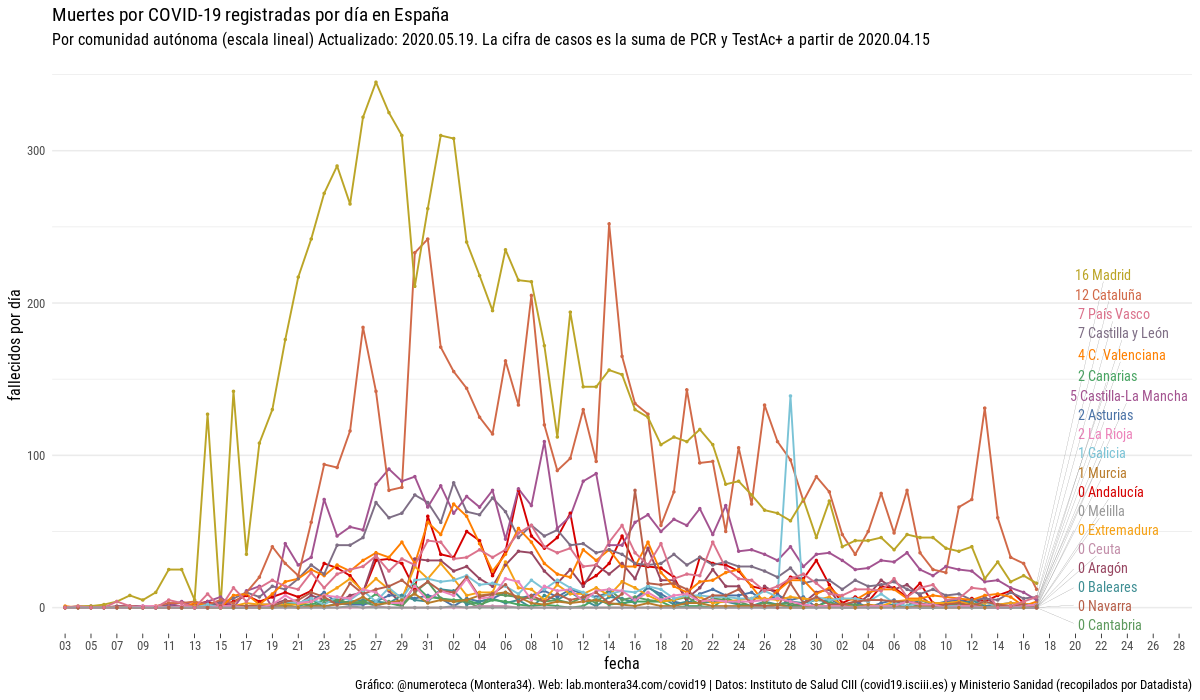 Muertes por COVID-19 registradas por día en España
Por comunidad autónoma (escala lineal) Actualizado: 2020.05.19. La cifra de casos es la suma de PCR y TestAc+ a partir de 2020.04.15
300
200
100
0
fallecidos por día
16 Madrid
12 Cataluña
7 País Vasco
7 Castilla y León
4 C. Valenciana
2 Canarias
5 Castilla-La Mancha
2 Asturias
2 La Rioja
1 Galicia
1 Murcia
0 Andalucía
0 Melilla
0 Extremadura
0 Ceuta
0 Aragón
0 Baleares
0 Navarra
0 Cantabria
03 05 07 09 11 13 15 17 19 21 23 25 27 29 31 02 04 06 08 10 12 14 16 18 20 22 24 26 28 30 02 04 06 08 10 12 14 16 18 20 22 24 26 28
fecha
Gráfico: @numeroteca (Montera34). Web: lab.montera34.com/covid19 | Datos: Instituto de Salud CIII (covid19.isciii.es) y Ministerio Sanidad (recopilados por Datadista)